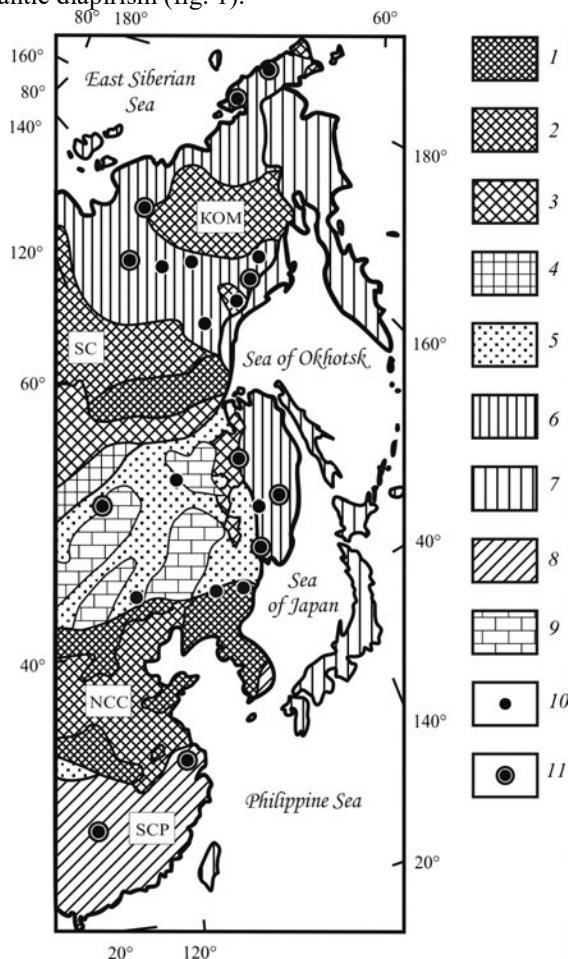 antic diapirism (fig. 1).
80° 180° 60°
160°
East Siberian
Sea
80°
140°
180°
KOM
120°
SC
Sea of Okhotsk
160°
60°
40°
Sea
of Japan
40°
NCC
140°
Philippine Sea
SCP
20°
20° 120°
1
2
3
4
5
6
7
8
9
10
11